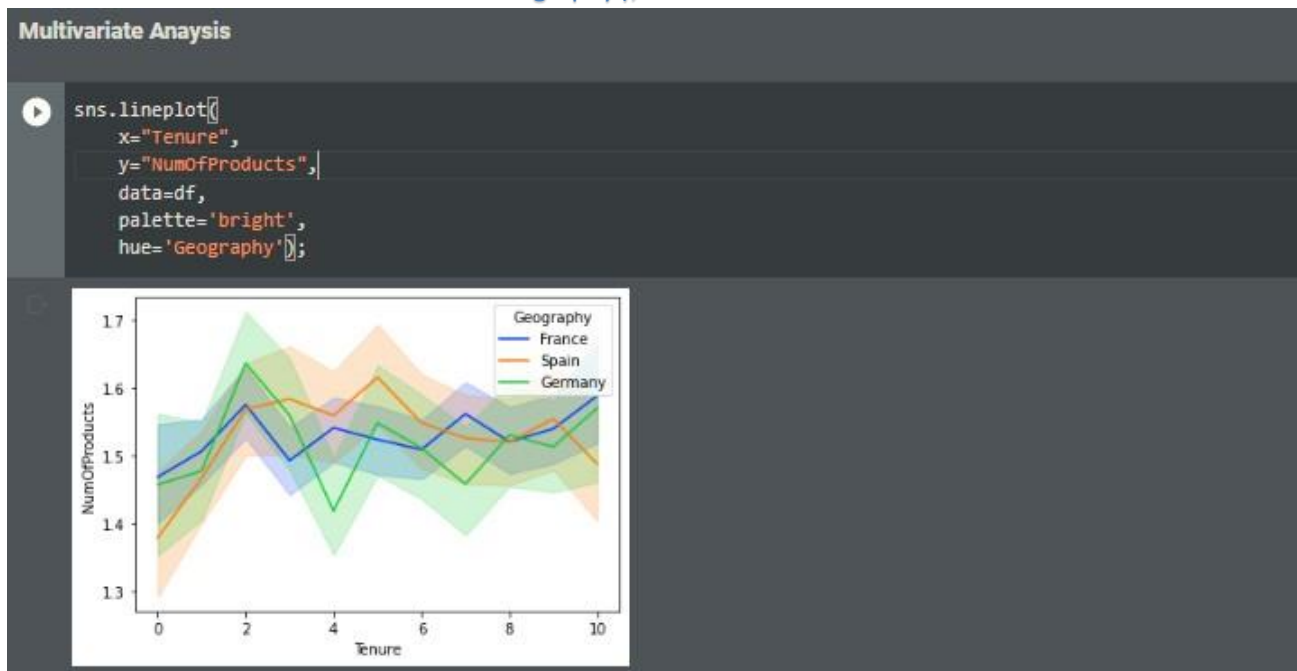 Multivariate Anaysis
sns.lineplot(
x="Tenure",
y="NumOfProducts",
data=df,
palette='bright',
hue='Geography');
Geography
France
Spain
Germany
1.7
1.6
1.5
1.4
1.3
NumOfProducts
0 2 4 6 8 10
Tenure